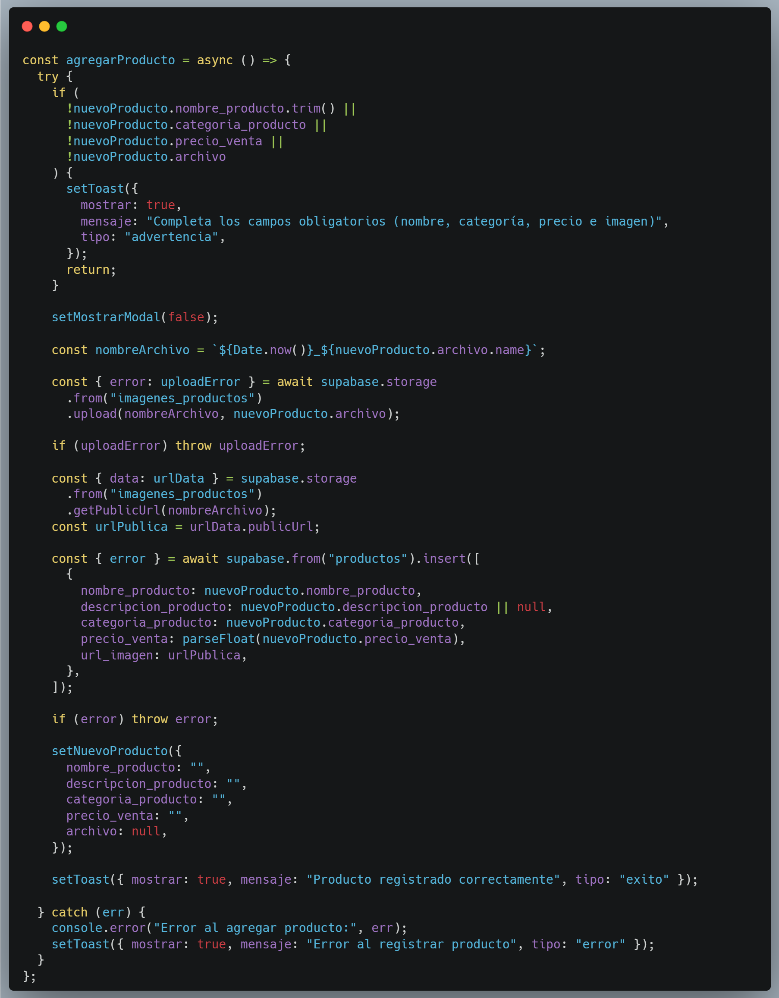 const agregarProducto = async () => {
  try {
    if (
      !nuevoProducto.nombre_producto.trim() ||
      !nuevoProducto.categoria_producto ||
      !nuevoProducto.precio_venta ||
      !nuevoProducto.archivo
    ) {
      setToast({
        mostrar: true,
        mensaje: "Completa los campos obligatorios (nombre, categoría, precio e imagen)",
        tipo: "advertencia",
      });
      return;
    }

    setMostrarModal(false);

    const nombreArchivo = `${Date.now()}_${nuevoProducto.archivo.name}`;

    const { error: uploadError } = await supabase.storage
      .from("imagenes_productos")
      .upload(nombreArchivo, nuevoProducto.archivo);

    if (uploadError) throw uploadError;

    const { data: urlData } = supabase.storage
      .from("imagenes_productos")
      .getPublicUrl(nombreArchivo);
    const urlPublica = urlData.publicUrl;

    const { error } = await supabase.from("productos").insert([
      {
        nombre_producto: nuevoProducto.nombre_producto,
        descripcion_producto: nuevoProducto.descripcion_producto || null,
        categoria_producto: nuevoProducto.categoria_producto,
        precio_venta: parseFloat(nuevoProducto.precio_venta),
        url_imagen: urlPublica,
      },
    ]);

    if (error) throw error;

    setNuevoProducto({
      nombre_producto: "",
      descripcion_producto: "",
      categoria_producto: "",
      precio_venta: "",
      archivo: null,
    });

    setToast({ mostrar: true, mensaje: "Producto registrado correctamente", tipo: "exito" });

  } catch (err) {
    console.error("Error al agregar producto:", err);
    setToast({ mostrar: true, mensaje: "Error al registrar producto", tipo: "error" });
  }
};